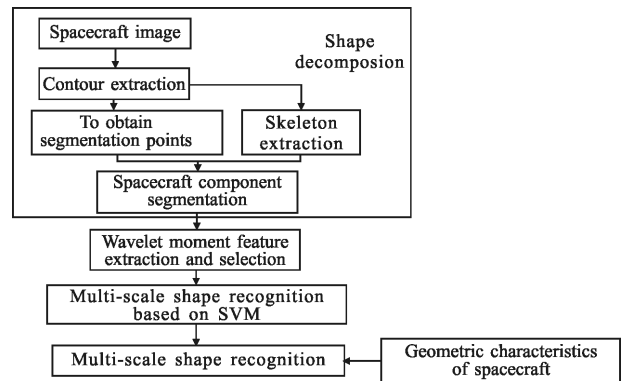 Spacecraft image
Shape
decomposion
Contour extraction
To obtain
segmentation points
Skeleton
extraction
Spacecraft component
segmentation
Wavelet moment feature
extraction and selection
Multi-scale shape recognition
based on SVM
Multi-scale shape recognition
Geometric characteristics
of spacecraft